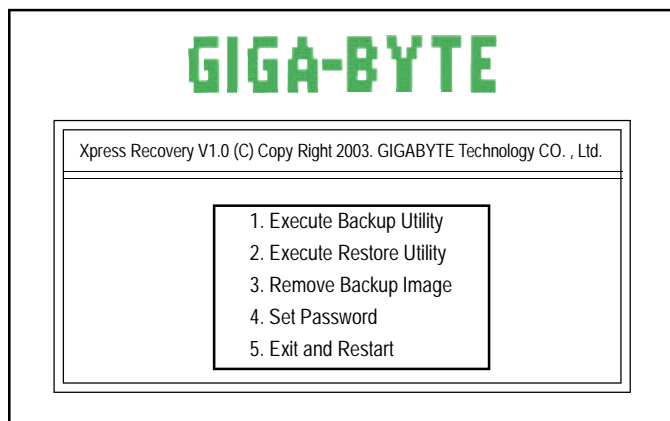 GIGA-BYTE
Xpress Recovery V1.0 (C) Copy Right 2003. GIGABYTE Technology CO. , Ltd.
1. Execute Backup Utility
2. Execute Restore Utility
3. Remove Backup Image
4. Set Password
5. Exit and Restart